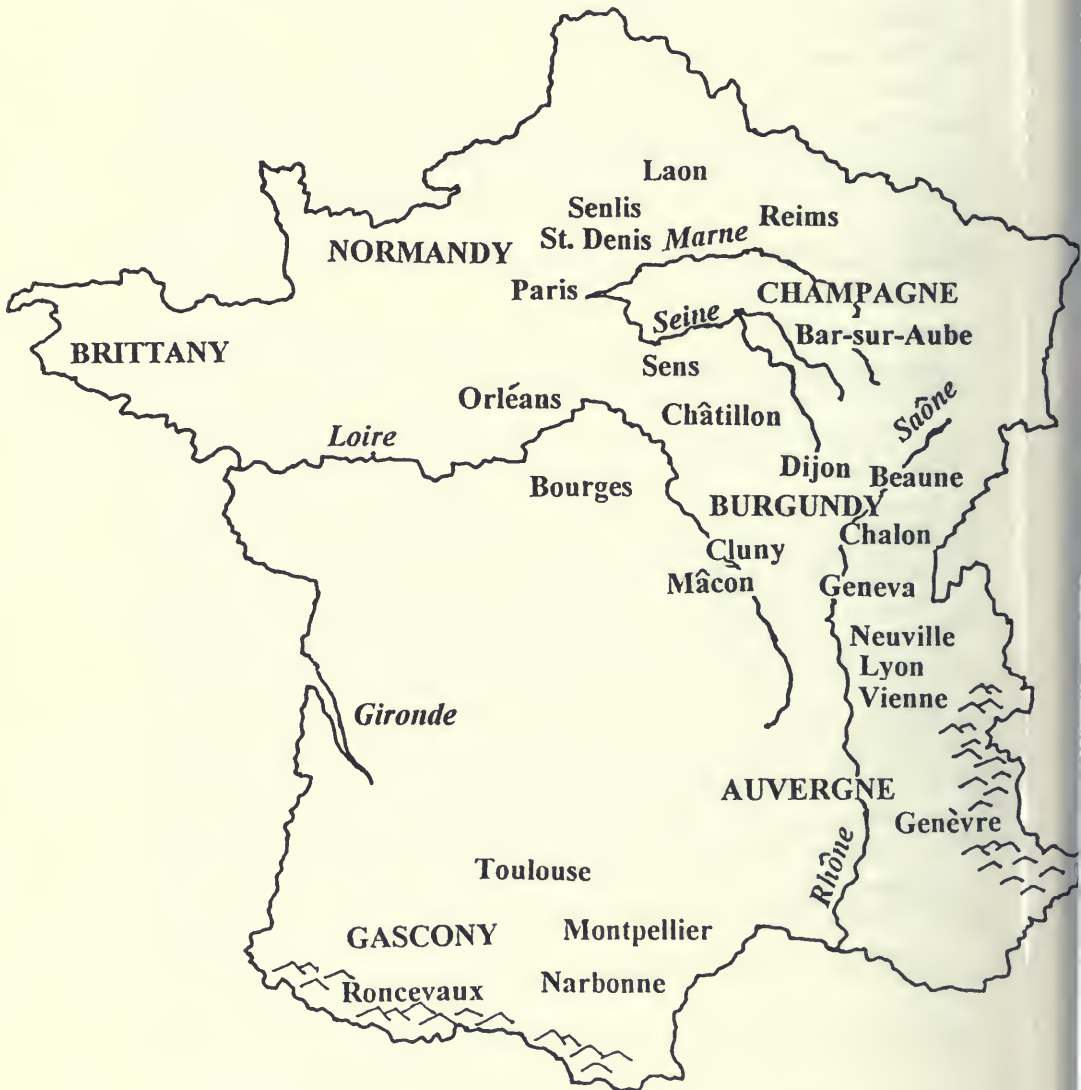 Laon
Senlis
Reims
St. Denis
Marne
NORMANDY
Paris
CHAMPAGNE
Seine
Bar-sur-Aube
BRITTANY
Sens
Orléans
Châtillon
Saône
Loire
Dijon
Beaune
Bourges
BURGUNDY
Chalon
Cluny
Mâcon
Geneva
Neuville
Lyon
Vienne
Gironde
AUVERGNE
Genèvre
Rhône
Toulouse
GASCONY
Montpellier
Roncevaux
Narbonne